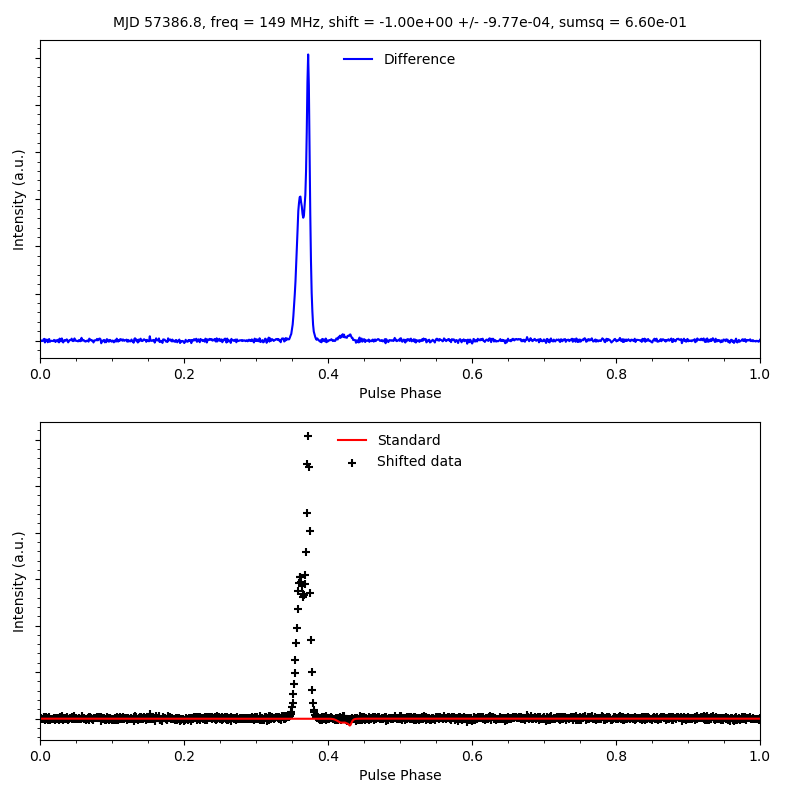 MJD 57386.8, freq = 149 MHz, shift = -1.00e+00 +/- -9.77e-04, sumsq = 6.60e-01
Difference
Intensity (a.u.)
0.0 0.2 0.4 0.6 0.8 1.0
Pulse Phase
Standard
Shifted data
Intensity (a.u.)
0.0 0.2 0.4 0.6 0.8 1.0
Pulse Phase